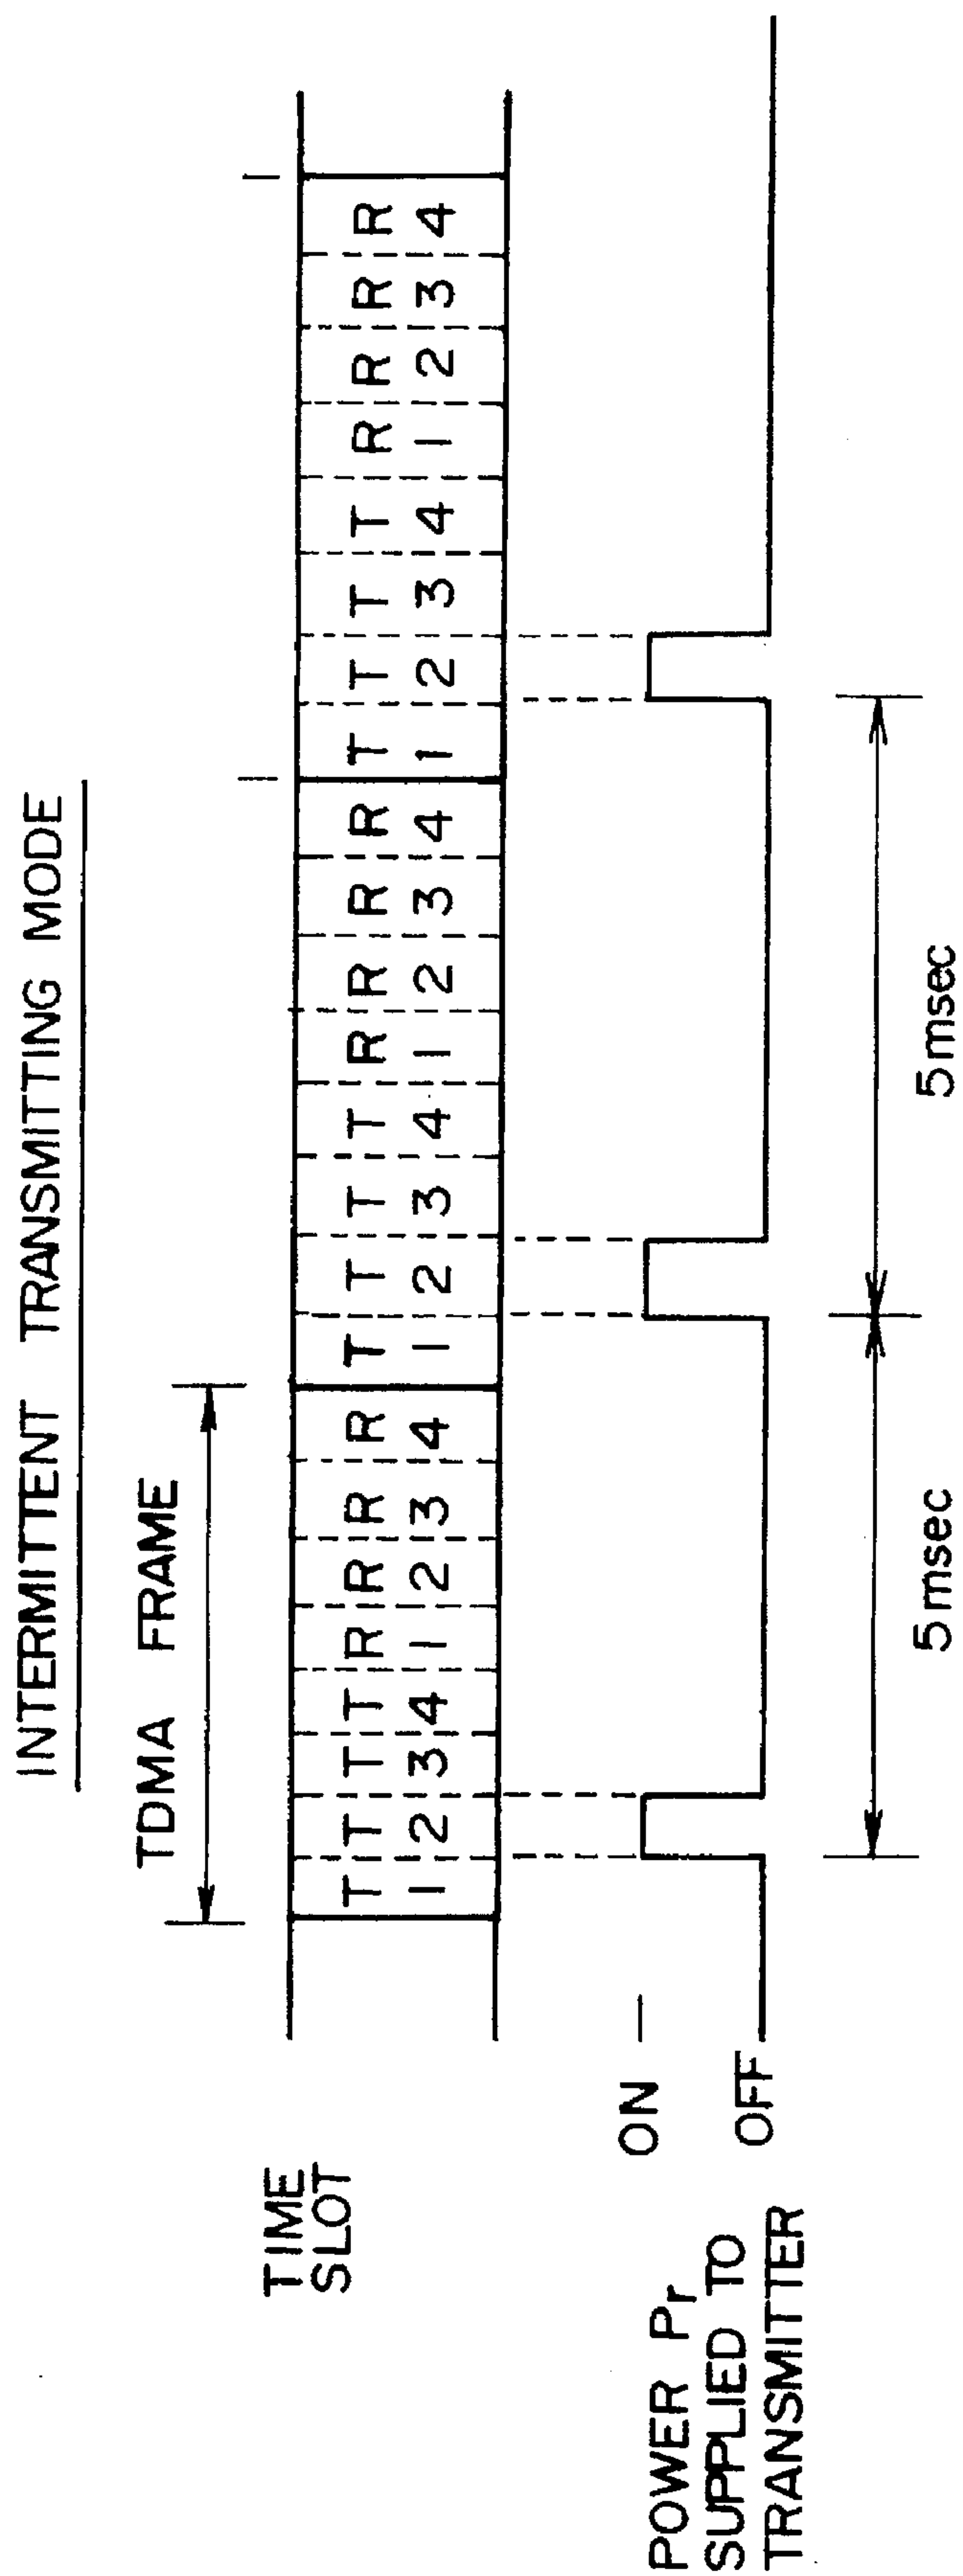 INTERMITTENT TRANSMITTING MODE
TDMA FRAME
TIME
SLOT
T T T T R R R R T T T T R R R R T T T T R R R R
1 2 3 4 1 2 3 4 1 2 3 4 1 2 3 4 1 2 3 4 1 2 3 4
ON
OFF
POWER Pr
SUPPLIED TO
TRANSMITTER
5 msec
5 msec